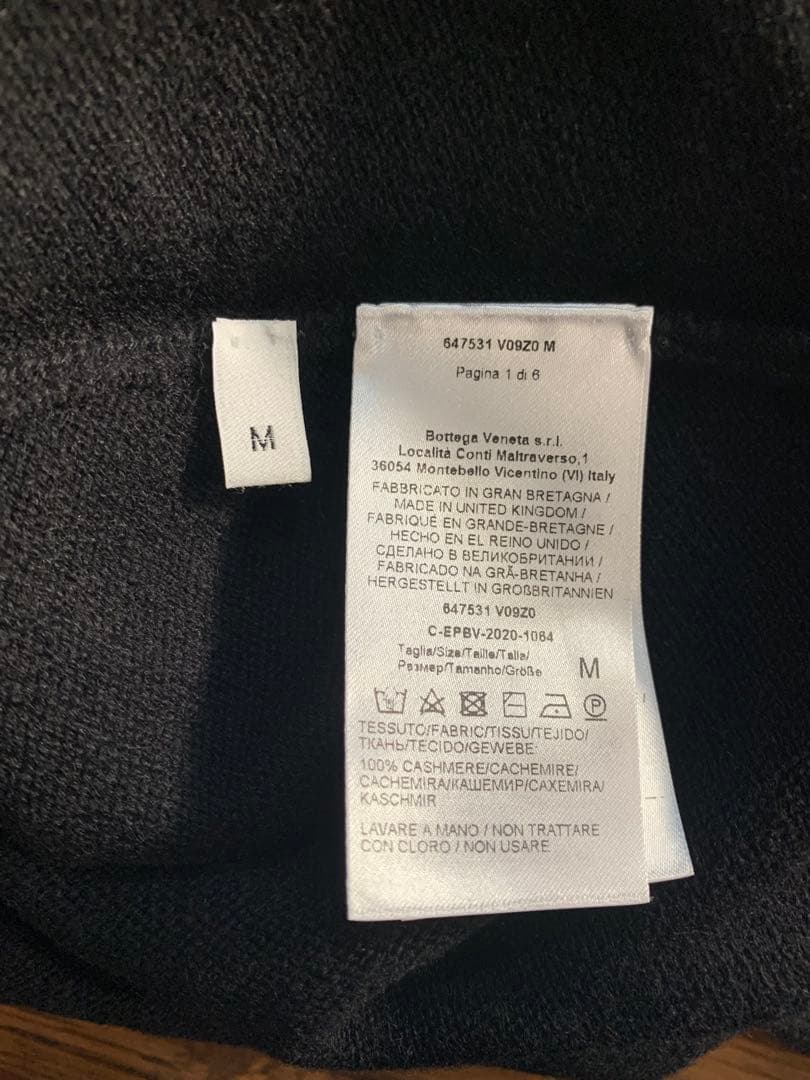 M
647531 V09Z0 M
Pagina 1 di 6
Bottega Veneta s.r.l.
Località Conti Maltraverso,1
36054 Montebello Vicentino (VI) Italy
FABBRICATO IN GRAN BRETAGNA /
MADE IN UNITED KINGDOM /
FABRIQUÉ EN GRANDE-BRETAGNE /
HECHO EN EL REINO UNIDO /
СДЕЛАНО В ВЕЛИКОБРИТАНИИ /
FABRICADO NA GRÃ-BRETANHA /
HERGESTELLT IN GROßBRITANNIEN
647531 V09Z0
C-EPBV-2020-1064
Taglia/Size/Taille/Talla/
Размер/Tamanho/Größe M
P
TESSUTO/FABRIC/TISSU/TEJIDO/
ТКАНЬ/TECIDO/GEWEBE:
100% CASHMERE/CACHEMIRE/
CACHEMIRA/КАШЕМИР/CAXEMIRA/
KASCHMIR
LAVARE A MANO / NON TRATTARE
CON CLORO / NON USARE